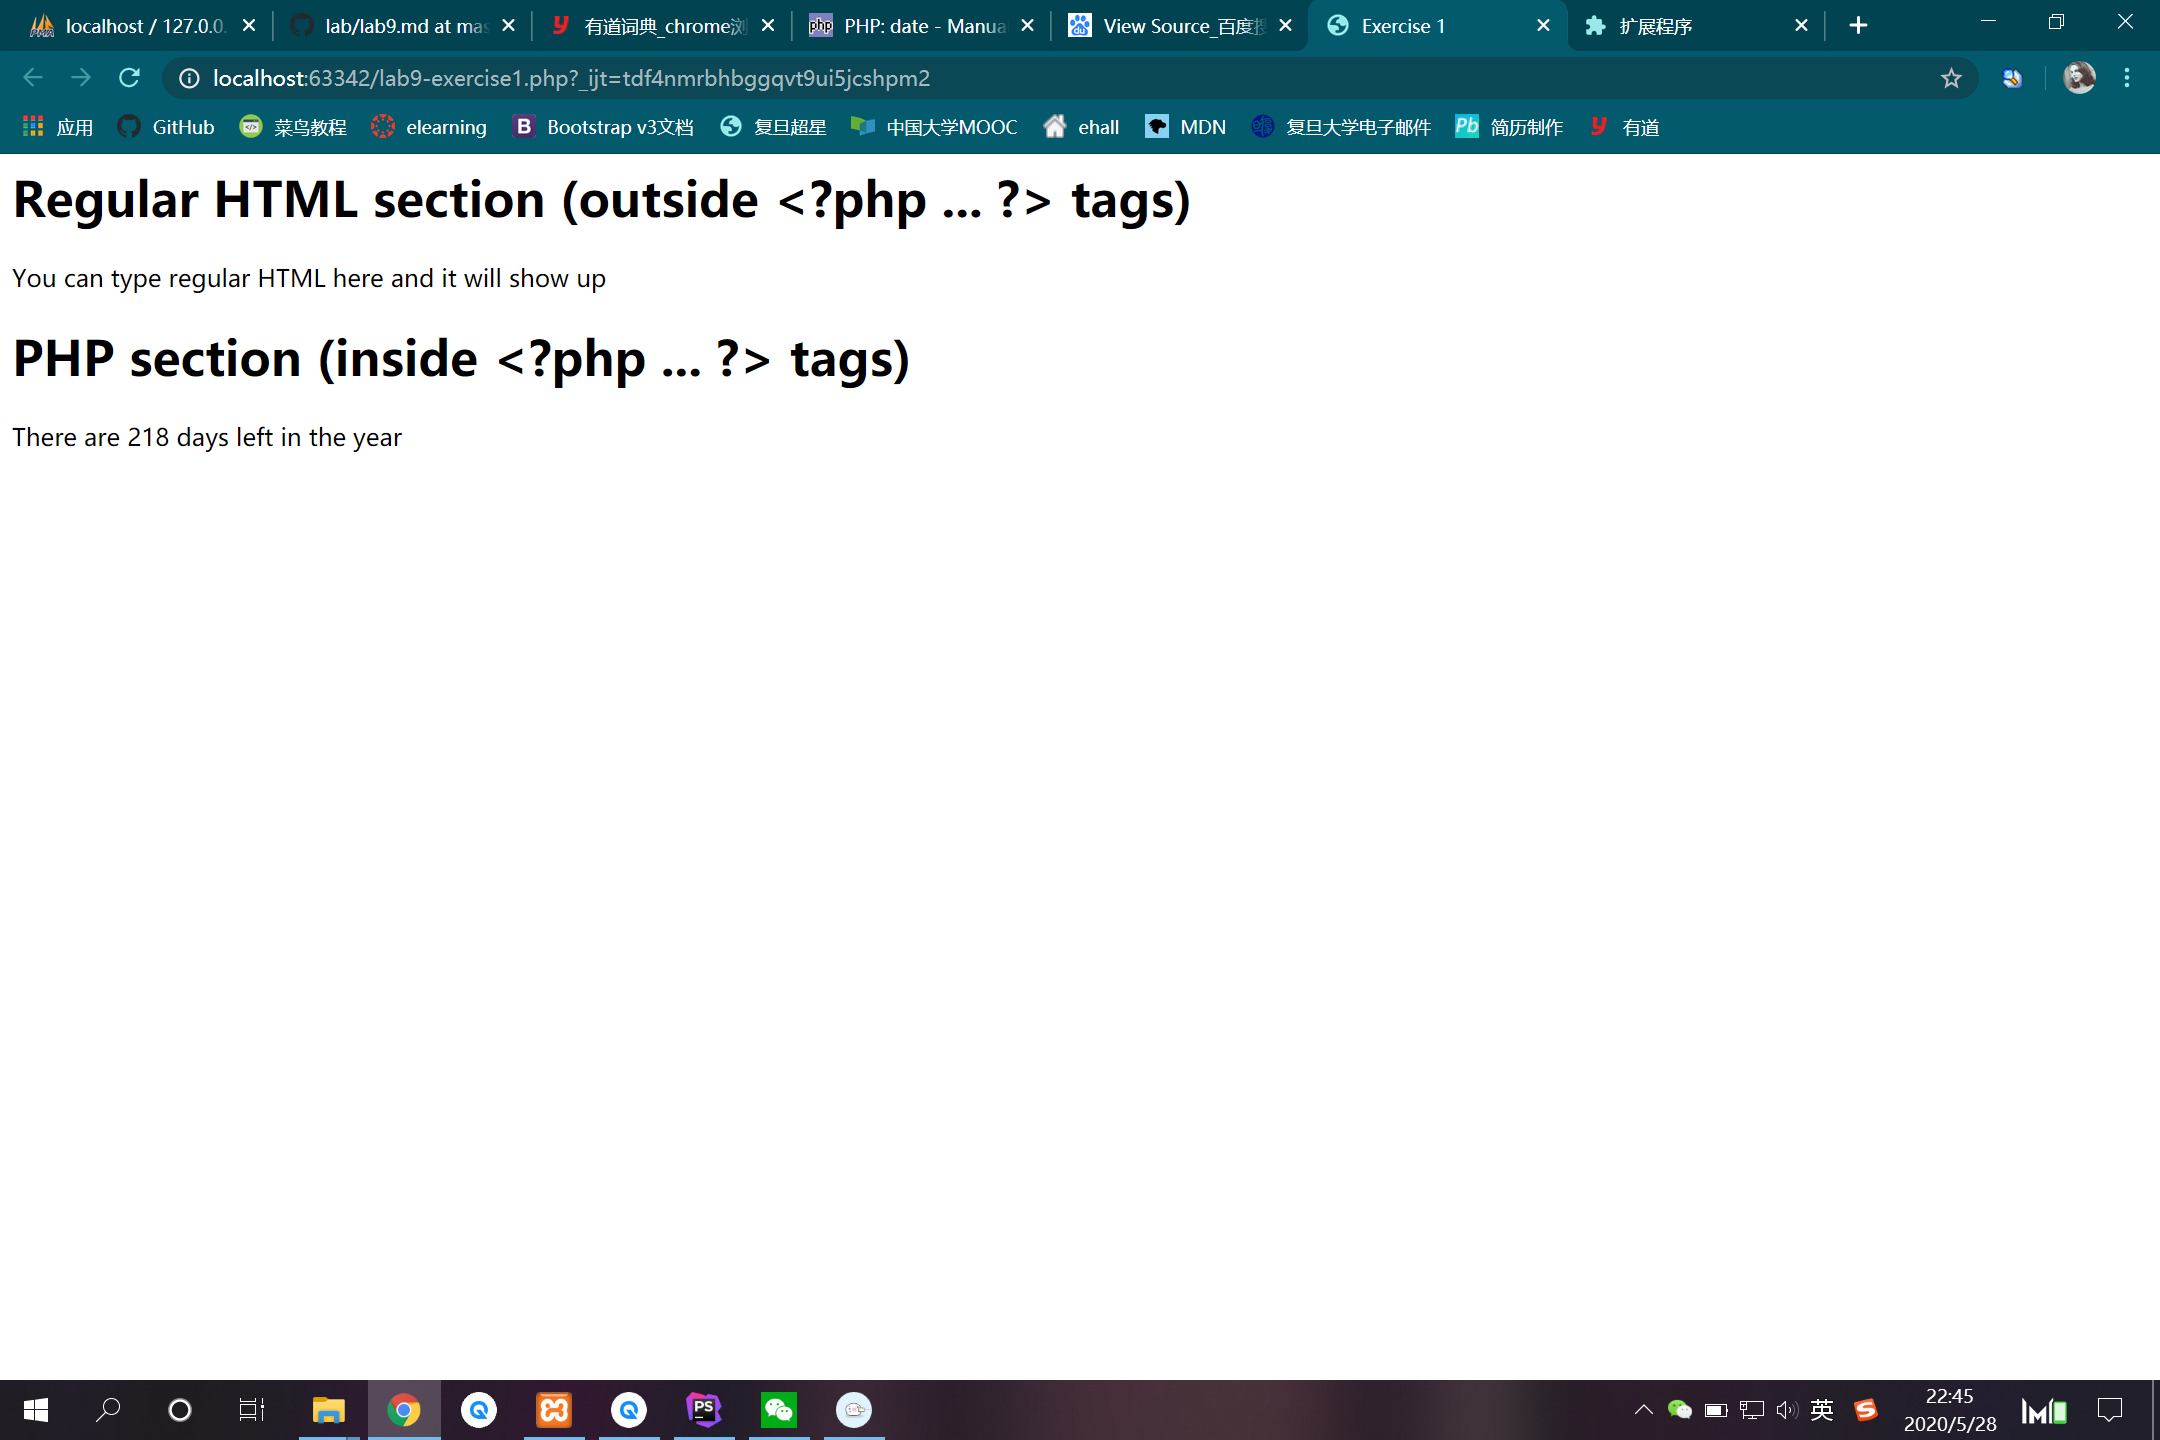 localhost / 127.0.0.
lab/lab9.md at mas
有道词典_chrome浏
PHP: date - Manua
View Source_百度搜
Exercise 1
扩展程序
localhost:63342/lab9-exercise1.php?_ijt=tdf4nmrbhbggqvt9ui5jcshpm2
应用 GitHub 菜鸟教程 elearning B Bootstrap v3文档 复旦超星 中国大学MOOC ehall MDN 复旦大学电子邮件 Pb 简历制作 y 有道
Regular HTML section (outside <?php ... ?> tags)
You can type regular HTML here and it will show up
PHP section (inside <?php ... ?> tags)
There are 218 days left in the year
PS
英
22:45
2020/5/28